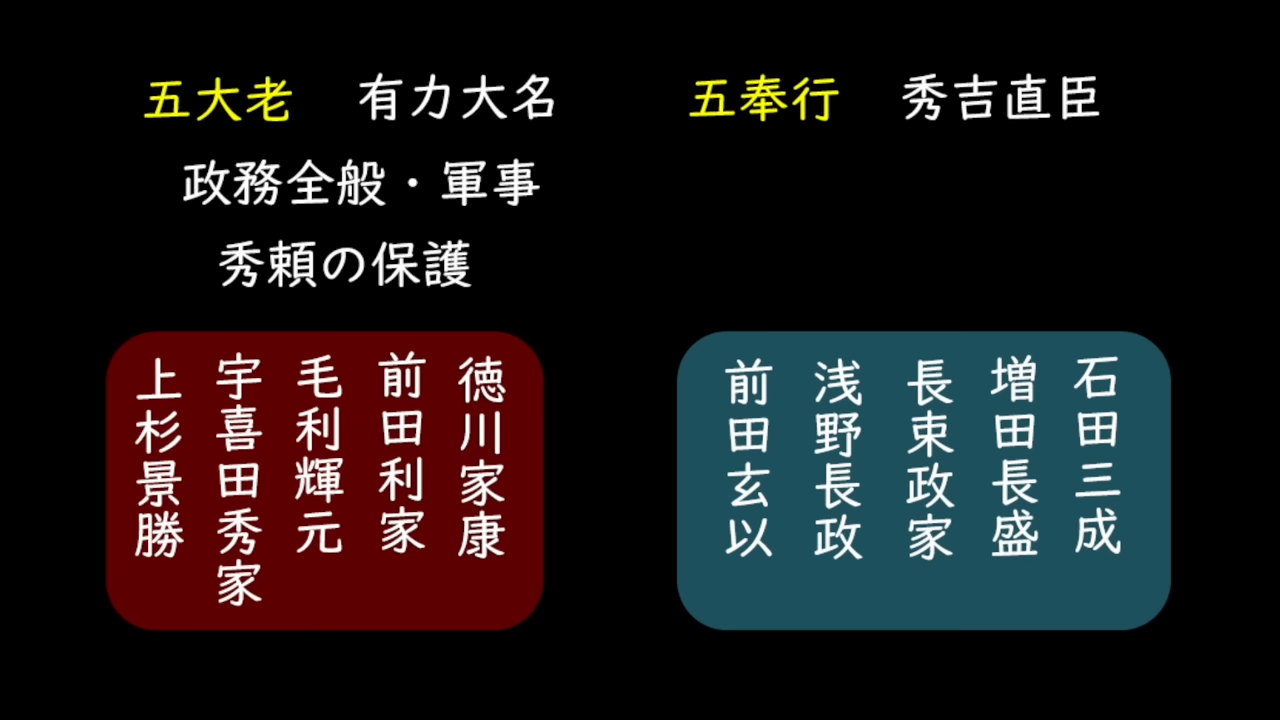 五大老　有力大名
政務全般・軍事
秀頼の保護
徳川家康
前田利家
毛利輝元
宇喜田秀家
上杉景勝
五奉行　秀吉直臣
石田三成
増田長盛
長束政家
浅野長政
前田玄以